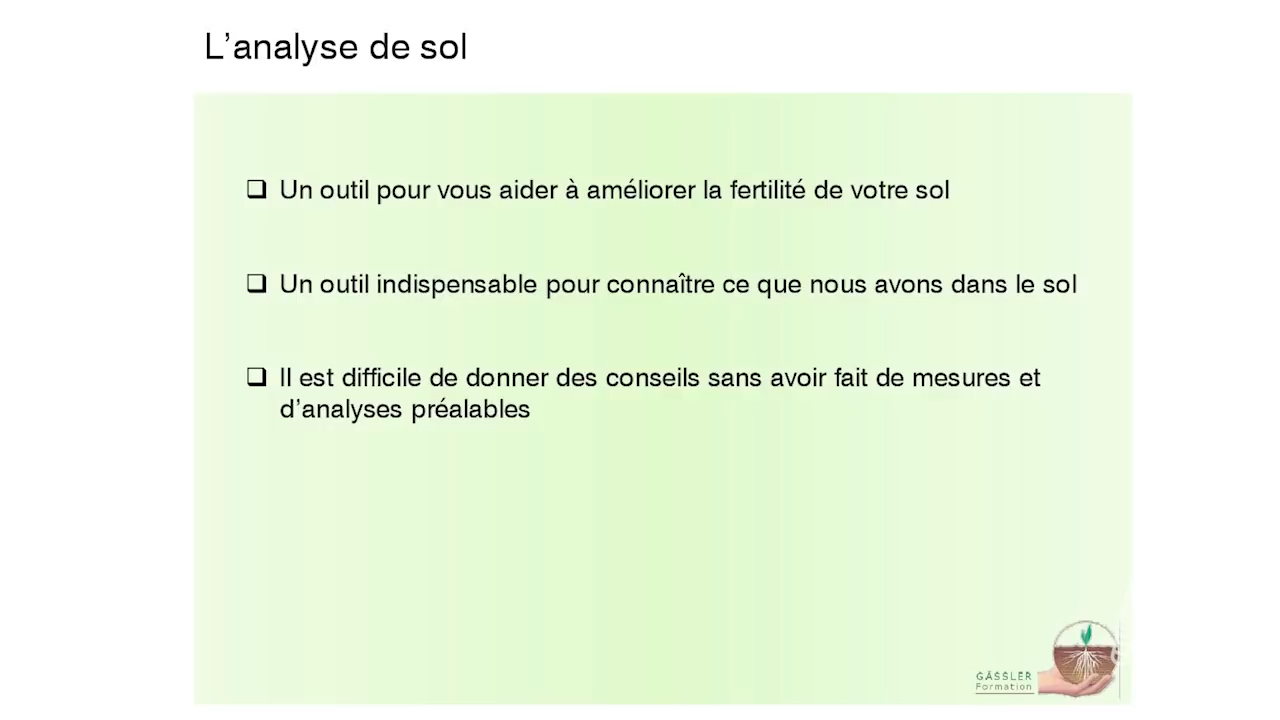 L’analyse de sol
❑ Un outil pour vous aider à améliorer la fertilité de votre sol
❑ Un outil indispensable pour connaître ce que nous avons dans le sol
❑ Il est difficile de donner des conseils sans avoir fait de mesures et
d’analyses préalables
GÄSSLER
Formation